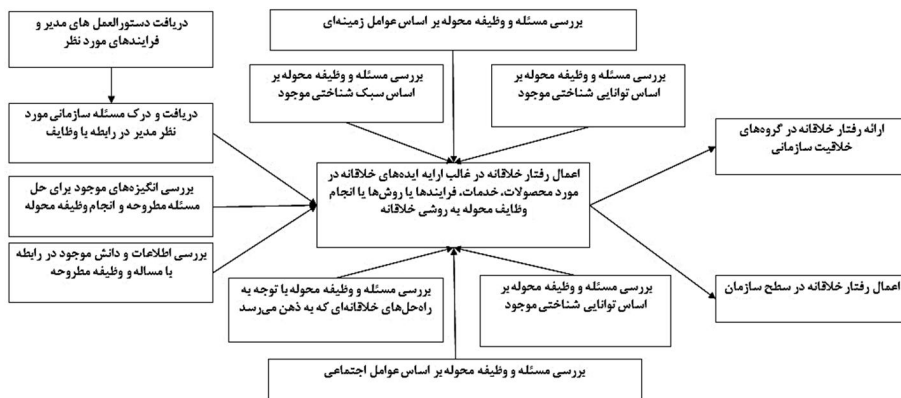 دریافت دستورالعمل های مدیر و
فرایندهای مورد نظر
دریافت و درک مسئله سازمانی مورد
نظر مدیر در رابطه با وظایف
بررسی انگیزه‌های موجود برای حل
مسئله مطروحه و انجام وظیفه محوله
بررسی اطلاعات و دانش موجود در رابطه
با مساله و وظیفه مطروحه
بررسی مسئله و وظیفه محوله بر اساس عوامل زمینه‌ای
بررسی مسئله و وظیفه محوله بر
اساس سبک شناختی موجود
بررسی مسئله و وظیفه محوله بر
اساس توانایی شناختی موجود
اعمال رفتار خلاقانه در غالب ارایه ایده‌های خلاقانه در
مورد محصولات، خدمات، فرایندها یا روش‌ها یا انجام
وظایف محوله به روشی خلاقانه
بررسی مسئله و وظیفه محوله با توجه به
راه‌حل‌های خلاقانه‌ای که به ذهن می‌رسد
بررسی مسئله و وظیفه محوله بر
اساس توانایی شناختی موجود
بررسی مسئله و وظیفه محوله بر اساس عوامل اجتماعی
ارائه رفتار خلاقانه در گروه‌های
خلاقیت سازمانی
اعمال رفتار خلاقانه در سطح سازمان